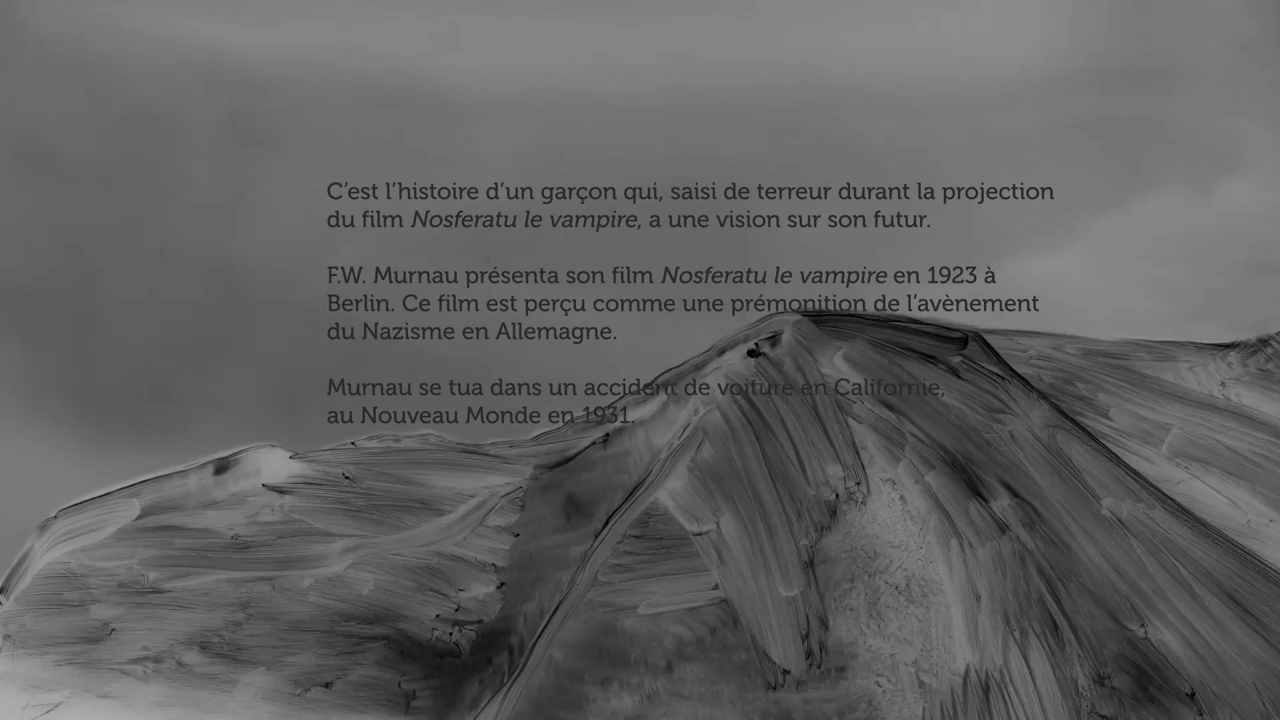 C’est l’histoire d’un garçon qui, saisi de terreur durant la projection
du film Nosferatu le vampire, a une vision sur son futur.
F.W. Murnau présenta son film Nosferatu le vampire en 1923 à
Berlin. Ce film est perçu comme une prémonition de l’avènement
du Nazisme en Allemagne.
Murnau se tua dans un accident de voiture en Californie,
au Nouveau Monde en 1931.